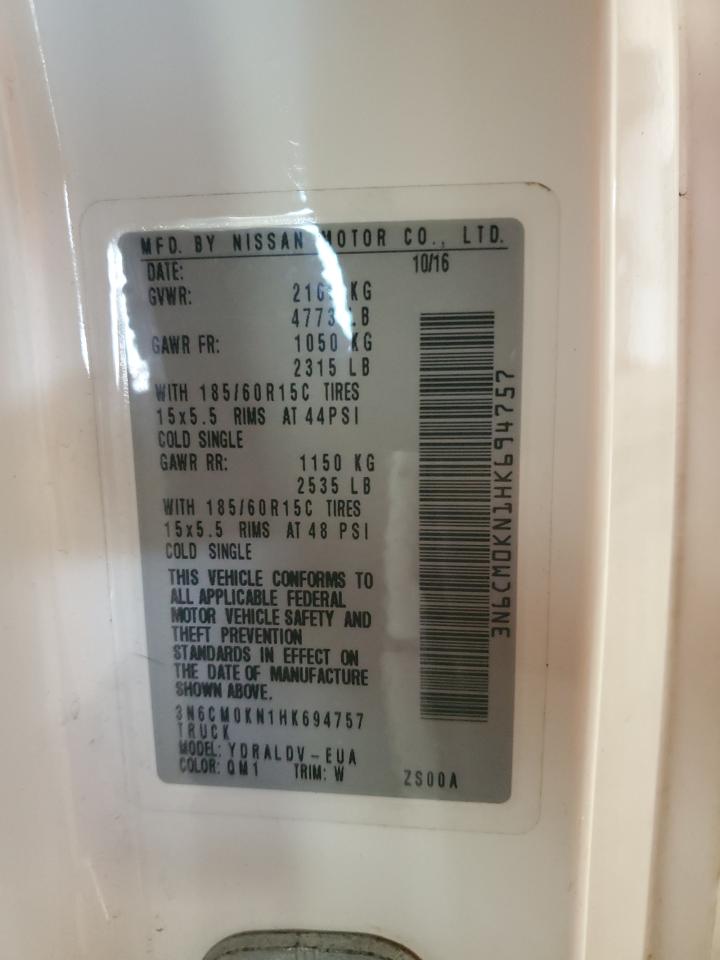 MFD. BY NISSAN MOTOR CO., LTD.
DATE: 10/16
GVWR: KG
4773 LB
GAWR FR: 1050 KG
2315 LB
WITH 185/60R15C TIRES
15x5.5 RIMS AT 44PSI
COLD SINGLE
GAWR RR: 1150 KG
2535 LB
WITH 185/60R15C TIRES
15x5.5 RIMS AT 48 PSI
COLD SINGLE
THIS VEHICLE CONFORMS TO
ALL APPLICABLE FEDERAL
MOTOR VEHICLE SAFETY AND
THEFT PREVENTION
STANDARDS IN EFFECT ON
THE DATE OF MANUFACTURE
SHOWN ABOVE.
3N6CM0KN1HK694757
TRUCK
MODEL: YDRALDV-EUA
COLOR: QM1 TRIM: W ZS00A
3N6CM0KN1HK694757